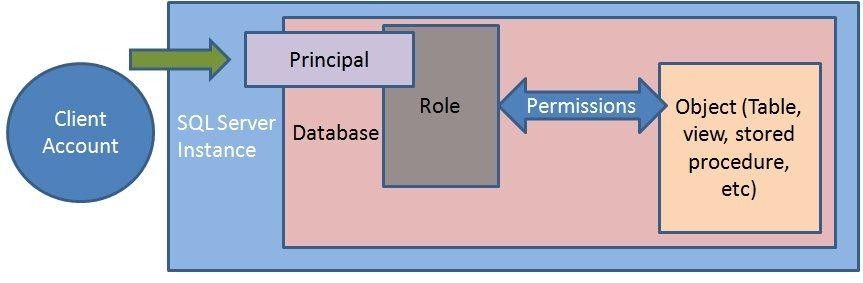 Client
Account
SQL Server
Instance
Principal
Database
Role
Permissions
Object (Table,
view, stored
procedure,
etc)